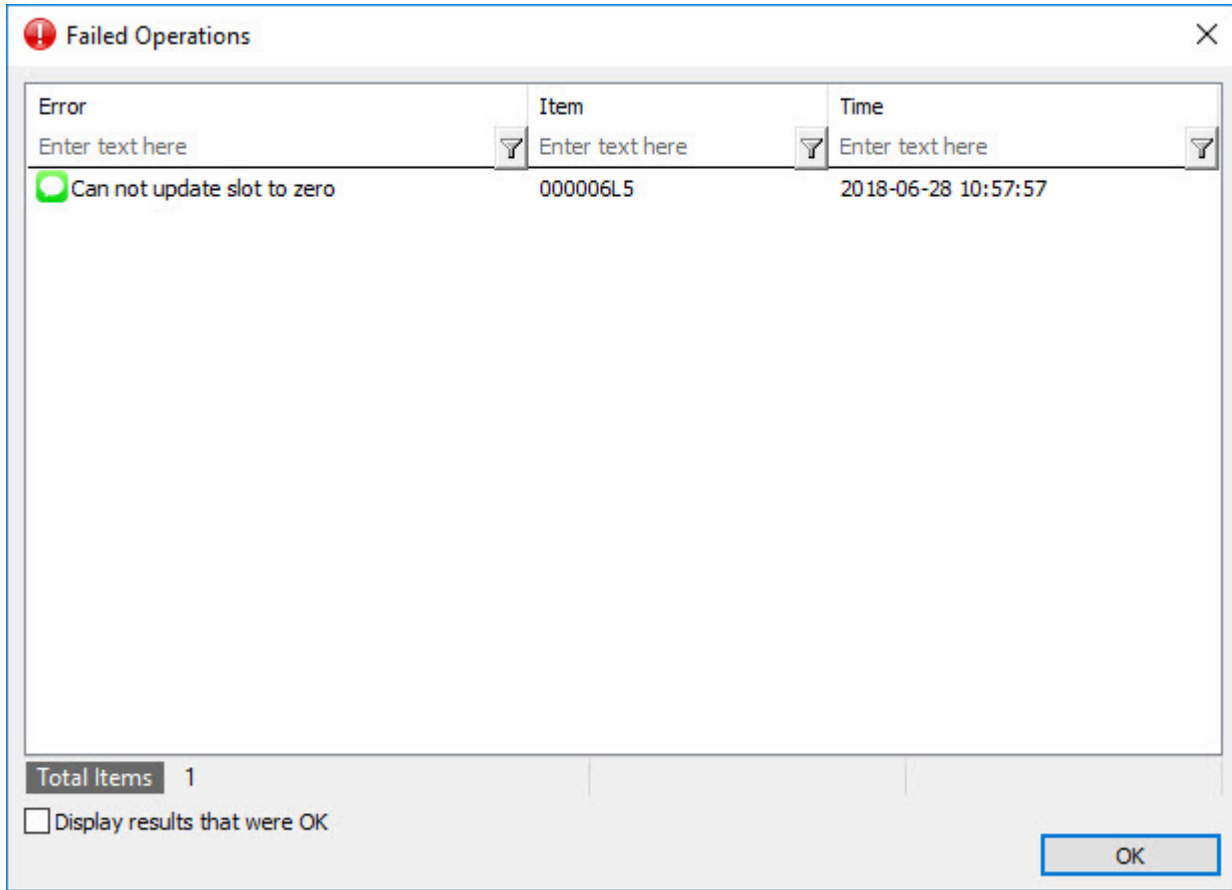 Failed Operations
Error Item Time
Enter text here Enter text here Enter text here
Can not update slot to zero 000006L5 2018-06-28 10:57:57
Total Items 1
Display results that were OK
OK